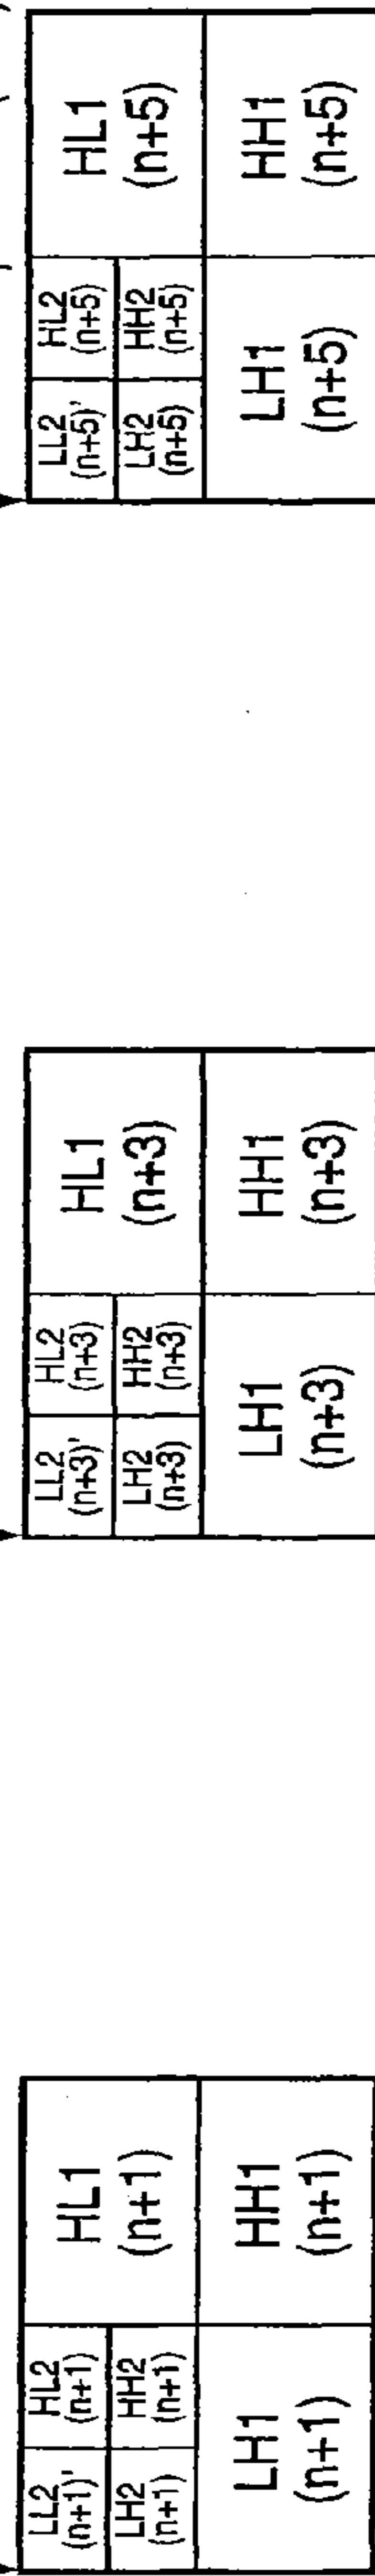 LL2
(n+1)'
HL2
(n+1)
HL1
(n+1)
LH2
(n+1)
HH2
(n+1)
LH1
(n+1)
HH1
(n+1)
LL2
(n+3)'
HL2
(n+3)
HL1
(n+3)
LH2
(n+3)
HH2
(n+3)
LH1
(n+3)
HH1
(n+3)
LL2
(n+5)'
HL2
(n+5)
HL1
(n+5)
LH2
(n+5)
HH2
(n+5)
LH1
(n+5)
HH1
(n+5)